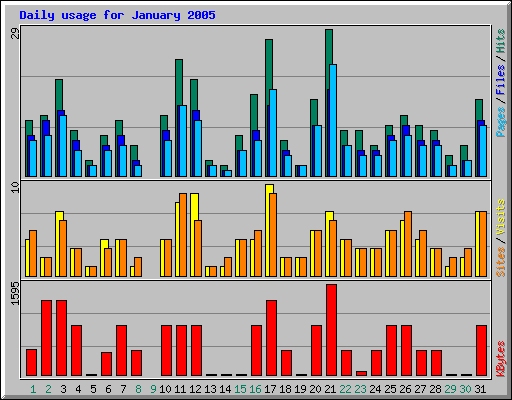 Daily usage for January 2005
29
Pages / Files / Hits
10
Sites / Visits
1595
KBytes
1 2 3 4 5 6 7 8 9 10 11 12 13 14 15 16 17 18 19 20 21 22 23 24 25 26 27 28 29 30 31